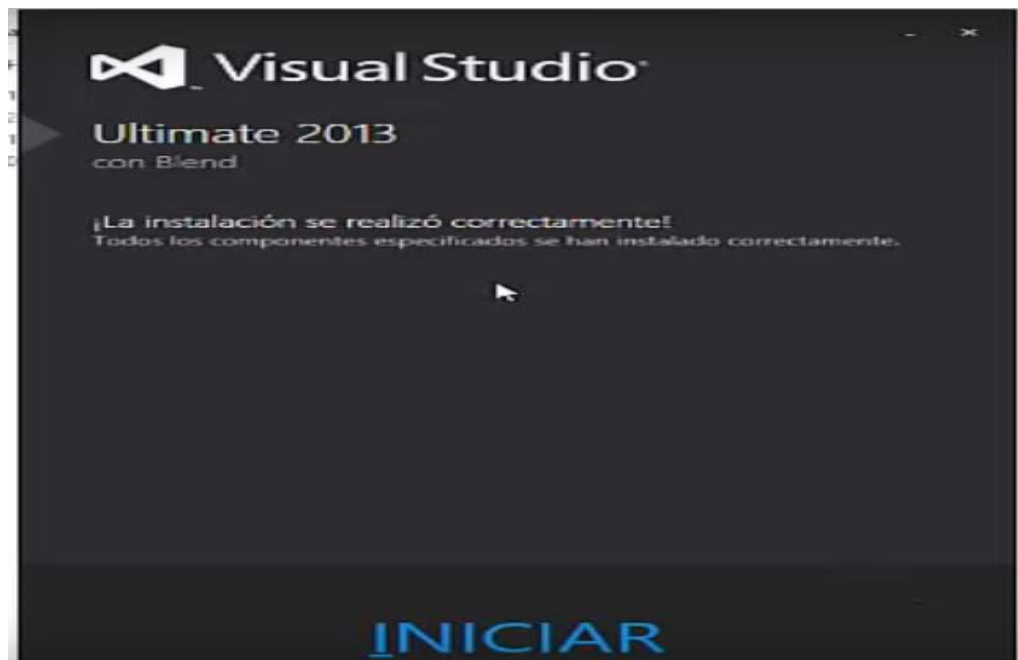 Visual Studio
Ultimate 2013
con Blend
¡La instalación se realizó correctamente!
Todos los componentes especificados se han instalado correctamente.
INICIAR